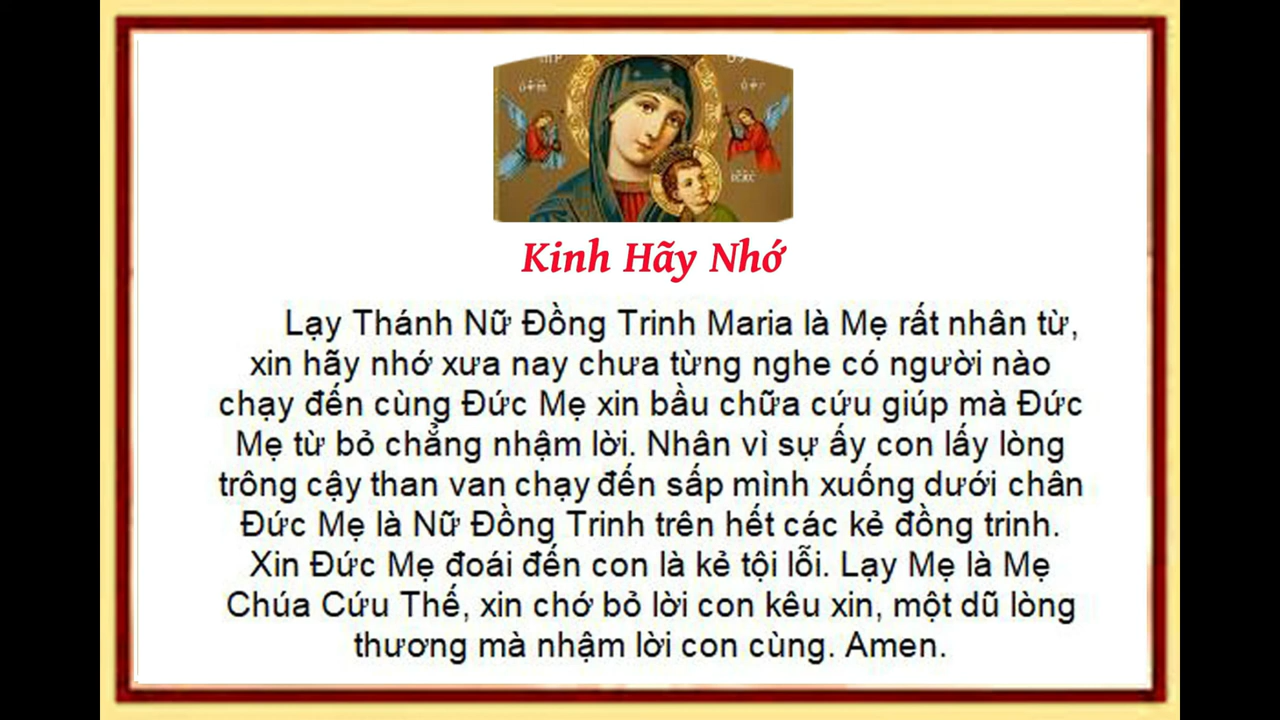 Kinh Hãy Nhớ
Lạy Thánh Nữ Đồng Trinh Maria là Mẹ rất nhân từ,
xin hãy nhớ xưa nay chưa từng nghe có người nào
chạy đến cùng Đức Mẹ xin bầu chữa cứu giúp mà Đức
Mẹ từ bỏ chẳng nhậm lời. Nhân vì sự ấy con lấy lòng
trông cậy than van chạy đến sấp mình xuống dưới chân
Đức Mẹ là Nữ Đồng Trinh trên hết các kẻ đồng trinh.
Xin Đức Mẹ đoái đến con là kẻ tội lỗi. Lạy Mẹ là Mẹ
Chúa Cứu Thế, xin chớ bỏ lời con kêu xin, một dũ lòng
thương mà nhậm lời con cùng. Amen.